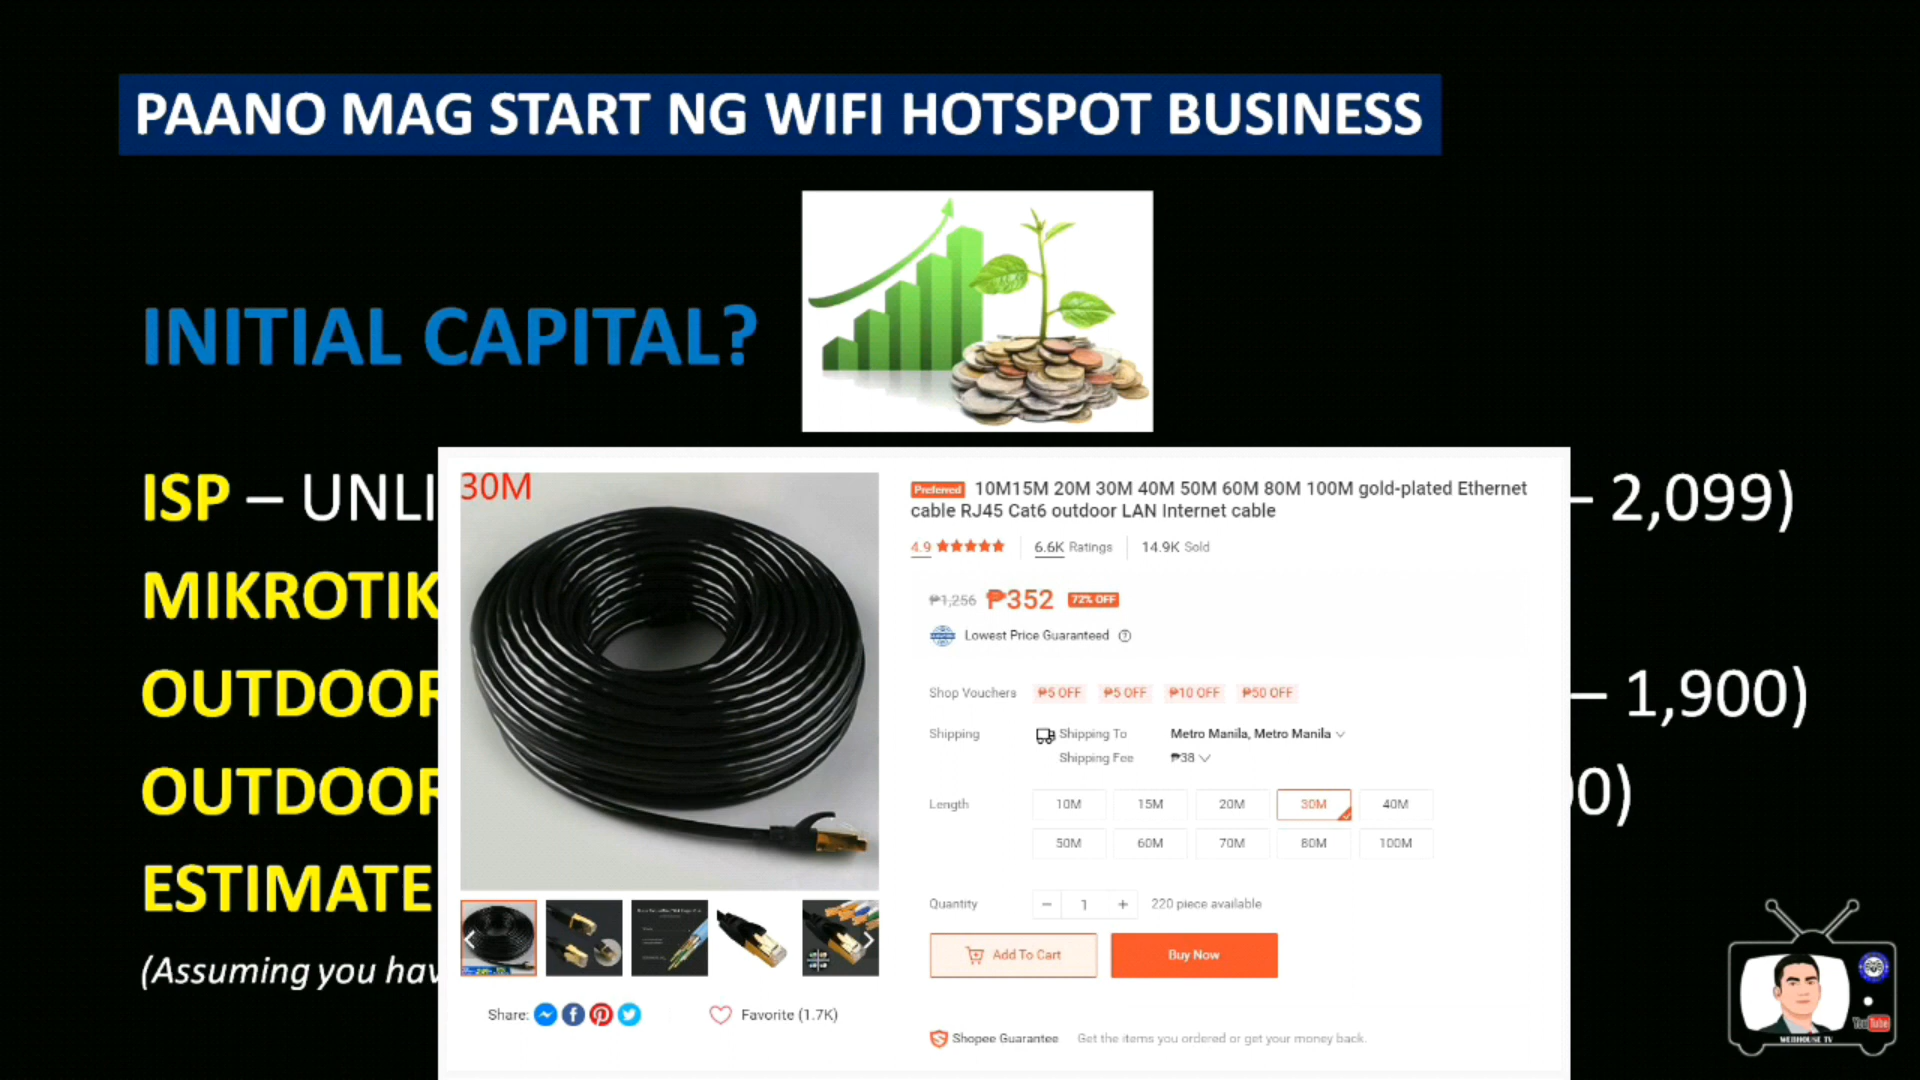 PAANO MAG START NG WIFI HOTSPOT BUSINESS
INITIAL CAPITAL?
ISP – UNLI
– 2,099)
MIKROTIK
OUTDOOR
– 1,900)
OUTDOOR
0)
ESTIMATE
(Assuming you hav
30M
Preferred 10M15M 20M 30M 40M 50M 60M 80M 100M gold-plated Ethernet
cable RJ45 Cat6 outdoor LAN Internet cable
4.9 6.6K Ratings 14.9K Sold
₱1,256 ₱352 72% OFF
Lowest Price Guaranteed
Shop Vouchers ₱5 OFF ₱5 OFF ₱10 OFF ₱50 OFF
Shipping Shipping To Metro Manila, Metro Manila
Shipping Fee ₱38
Length 10M 15M 20M 30M 40M
50M 60M 70M 80M 100M
Quantity − 1 + 220 piece available
Add To Cart Buy Now
Share: Favorite (1.7K)
Shopee Guarantee Get the items you ordered or get your money back.
YouTube
WEBHOUSE TV